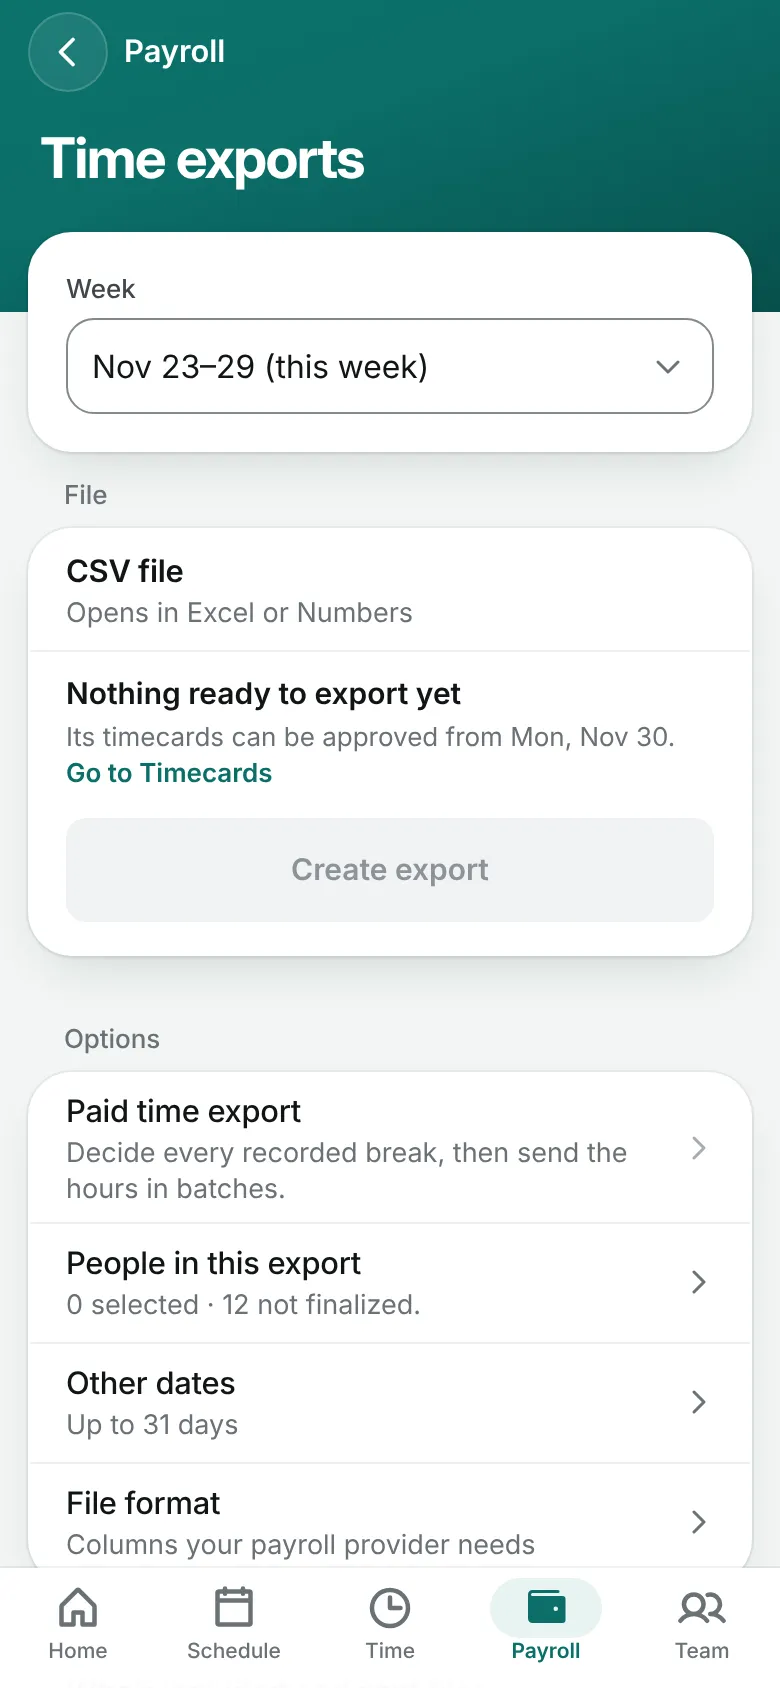 Payroll
Time exports
Week
Nov 23–29 (this week)
File
CSV file
Opens in Excel or Numbers
Nothing ready to export yet
Its timecards can be approved from Mon, Nov 30.
Go to Timecards
Create export
Options
Paid time export
Decide every recorded break, then send the
hours in batches.
People in this export
0 selected · 12 not finalized.
Other dates
Up to 31 days
File format
Columns your payroll provider needs
Home
Schedule
Time
Payroll
Team